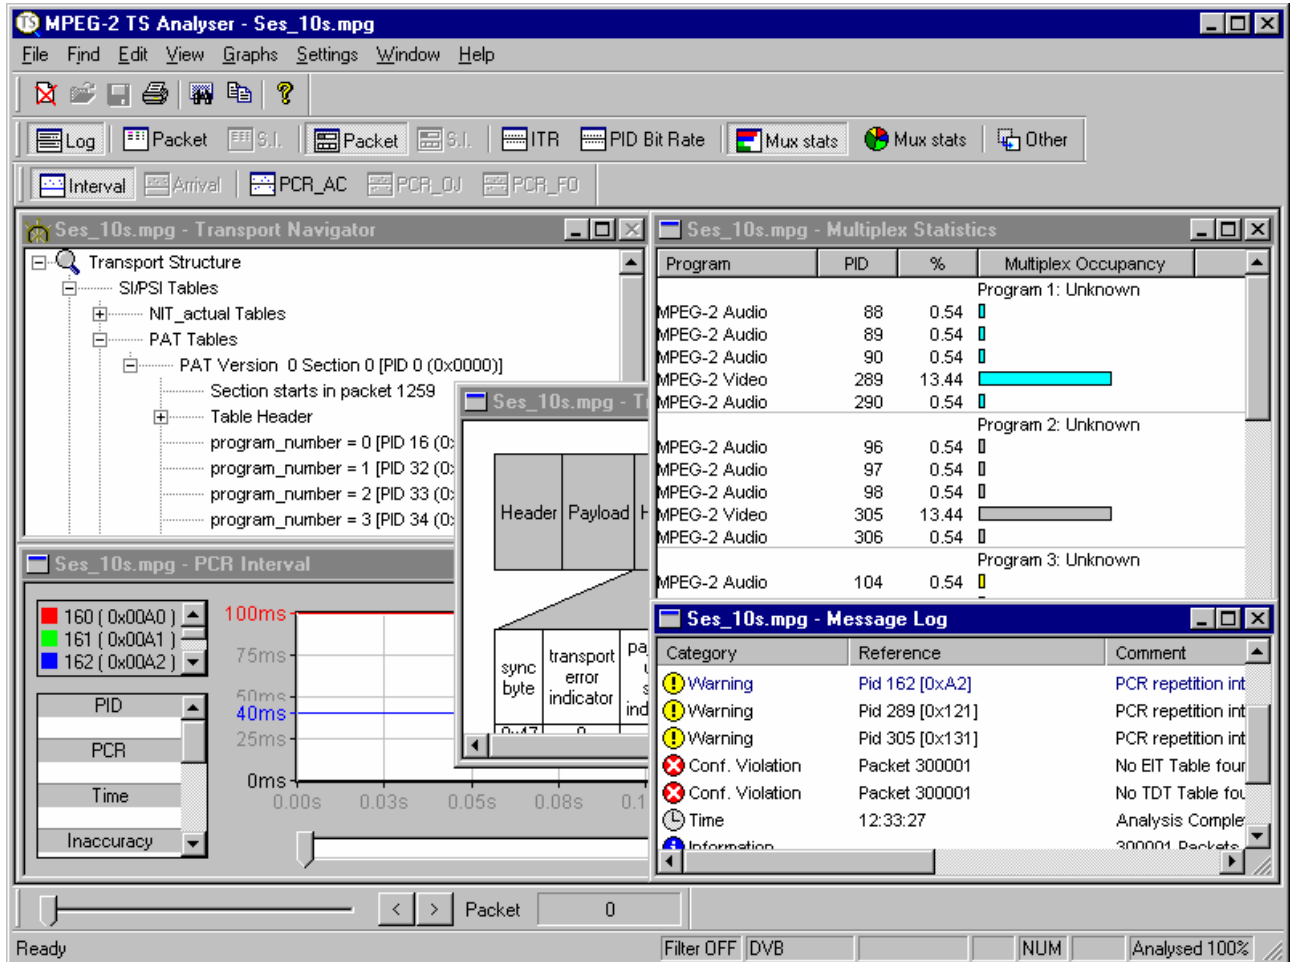 MPEG-2 TS Analyser - Ses_10s.mpg
File Find Edit View Graphs Settings Window Help
Log Packet S.I. Packet S.I. ITR PID Bit Rate Mux stats Mux stats Other
Interval Arrival PCR_AC PCR_OJ PCR_FO
Ses_10s.mpg - Transport Navigator
Transport Structure
SI/PSI Tables
NIT_actual Tables
PAT Tables
PAT Version 0 Section 0 [PID 0 (0x0000)]
Section starts in packet 1259
Table Header
program_number = 0 [PID 16 (0x
program_number = 1 [PID 32 (0x
program_number = 2 [PID 33 (0x
program_number = 3 [PID 34 (0x
Ses_10s.mpg - T
Header Payload H
sync byte
transport error indicator
0x47 0
Ses_10s.mpg - Multiplex Statistics
Program PID % Multiplex Occupancy
Program 1: Unknown
MPEG-2 Audio 88 0.54
MPEG-2 Audio 89 0.54
MPEG-2 Audio 90 0.54
MPEG-2 Video 289 13.44
MPEG-2 Audio 290 0.54
Program 2: Unknown
MPEG-2 Audio 96 0.54
MPEG-2 Audio 97 0.54
MPEG-2 Audio 98 0.54
MPEG-2 Video 305 13.44
MPEG-2 Audio 306 0.54
Program 3: Unknown
MPEG-2 Audio 104 0.54
Ses_10s.mpg - PCR Interval
160 ( 0x00A0 )
161 ( 0x00A1 )
162 ( 0x00A2 )
PID
PCR
Time
Inaccuracy
100ms
75ms
50ms
40ms
25ms
0ms
0.00s 0.03s 0.05s 0.08s 0.1
Ses_10s.mpg - Message Log
Category Reference Comment
Warning Pid 162 [0xA2] PCR repetition int
Warning Pid 289 [0x121] PCR repetition int
Warning Pid 305 [0x131] PCR repetition int
Conf. Violation Packet 300001 No EIT Table four
Conf. Violation Packet 300001 No TDT Table fou
Time 12:33:27 Analysis Comple
Information 300001 Packets
< > Packet 0
Ready Filter OFF DVB NUM Analysed 100%